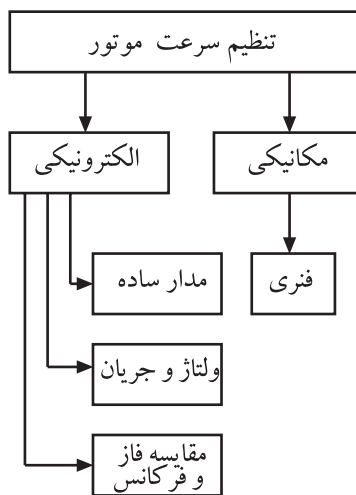 تنظیم سرعت موتور
مکانیکی
الکترونیکی
فنری
مدار ساده
ولتاژ و جریان
مقایسه فاز
و فرکانس